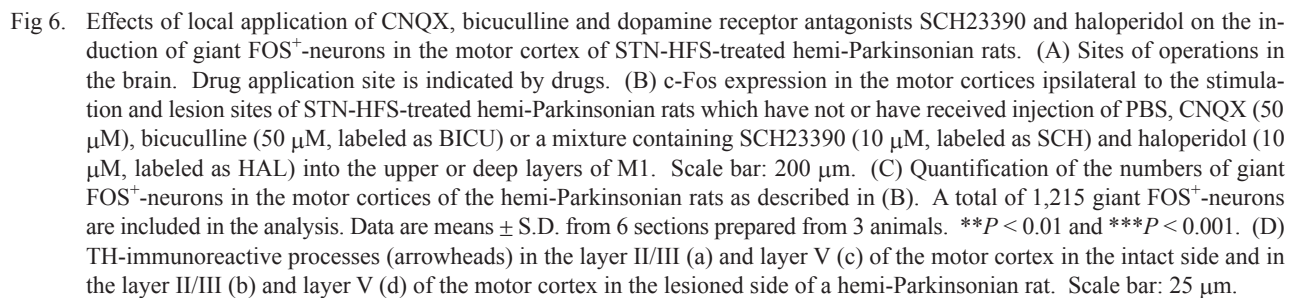 Fig 6. Effects of local application of CNQX, bicuculline and dopamine receptor antagonists SCH23390 and haloperidol on the in-
duction of giant FOS⁺-neurons in the motor cortex of STN-HFS-treated hemi-Parkinsonian rats. (A) Sites of operations in
the brain. Drug application site is indicated by drugs. (B) c-Fos expression in the motor cortices ipsilateral to the stimula-
tion and lesion sites of STN-HFS-treated hemi-Parkinsonian rats which have not or have received injection of PBS, CNQX (50
μM), bicuculline (50 μM, labeled as BICU) or a mixture containing SCH23390 (10 μM, labeled as SCH) and haloperidol (10
μM, labeled as HAL) into the upper or deep layers of M1. Scale bar: 200 μm. (C) Quantification of the numbers of giant
FOS⁺-neurons in the motor cortices of the hemi-Parkinsonian rats as described in (B). A total of 1,215 giant FOS⁺-neurons
are included in the analysis. Data are means ± S.D. from 6 sections prepared from 3 animals. **P < 0.01 and ***P < 0.001. (D)
TH-immunoreactive processes (arrowheads) in the layer II/III (a) and layer V (c) of the motor cortex in the intact side and in
the layer II/III (b) and layer V (d) of the motor cortex in the lesioned side of a hemi-Parkinsonian rat. Scale bar: 25 μm.